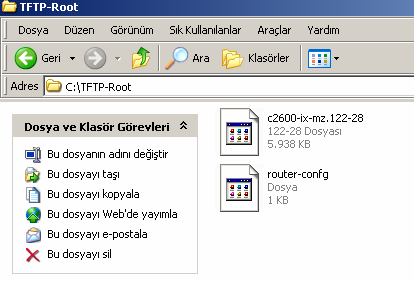 TFTP-Root
Dosya Düzen Görünüm Sık Kullanılanlar Araçlar Yardım
Geri Ara Klasörler
Adres C:\TFTP-Root
Dosya ve Klasör Görevleri
Bu dosyanın adını değiştir
Bu dosyayı taşı
Bu dosyayı kopyala
Bu dosyayı Web'de yayımla
Bu dosyayı e-postala
Bu dosyayı sil
c2600-ix-mz.122-28
122-28 Dosyası
5.938 KB
router-confg
Dosya
1 KB